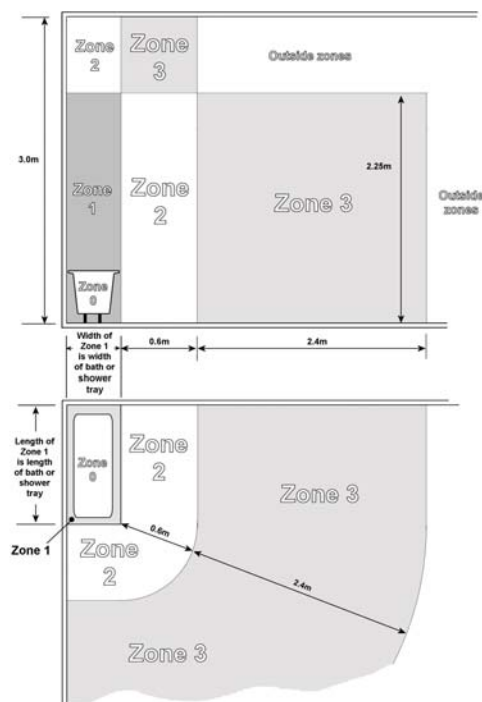 Zone
2
Zone
3
Outside zones
3.0m
2.25m
Zone
1
Zone
2
Zone 3
Outside
zones
Zone
0
Width of
Zone 1
is width
of bath or
shower
tray
0.6m
2.4m
Length of
Zone 1
is length
of bath or
shower
tray
Zone
0
Zone
2
Zone 3
Zone 1
0.6m
Zone
2
2.4m
Zone 3